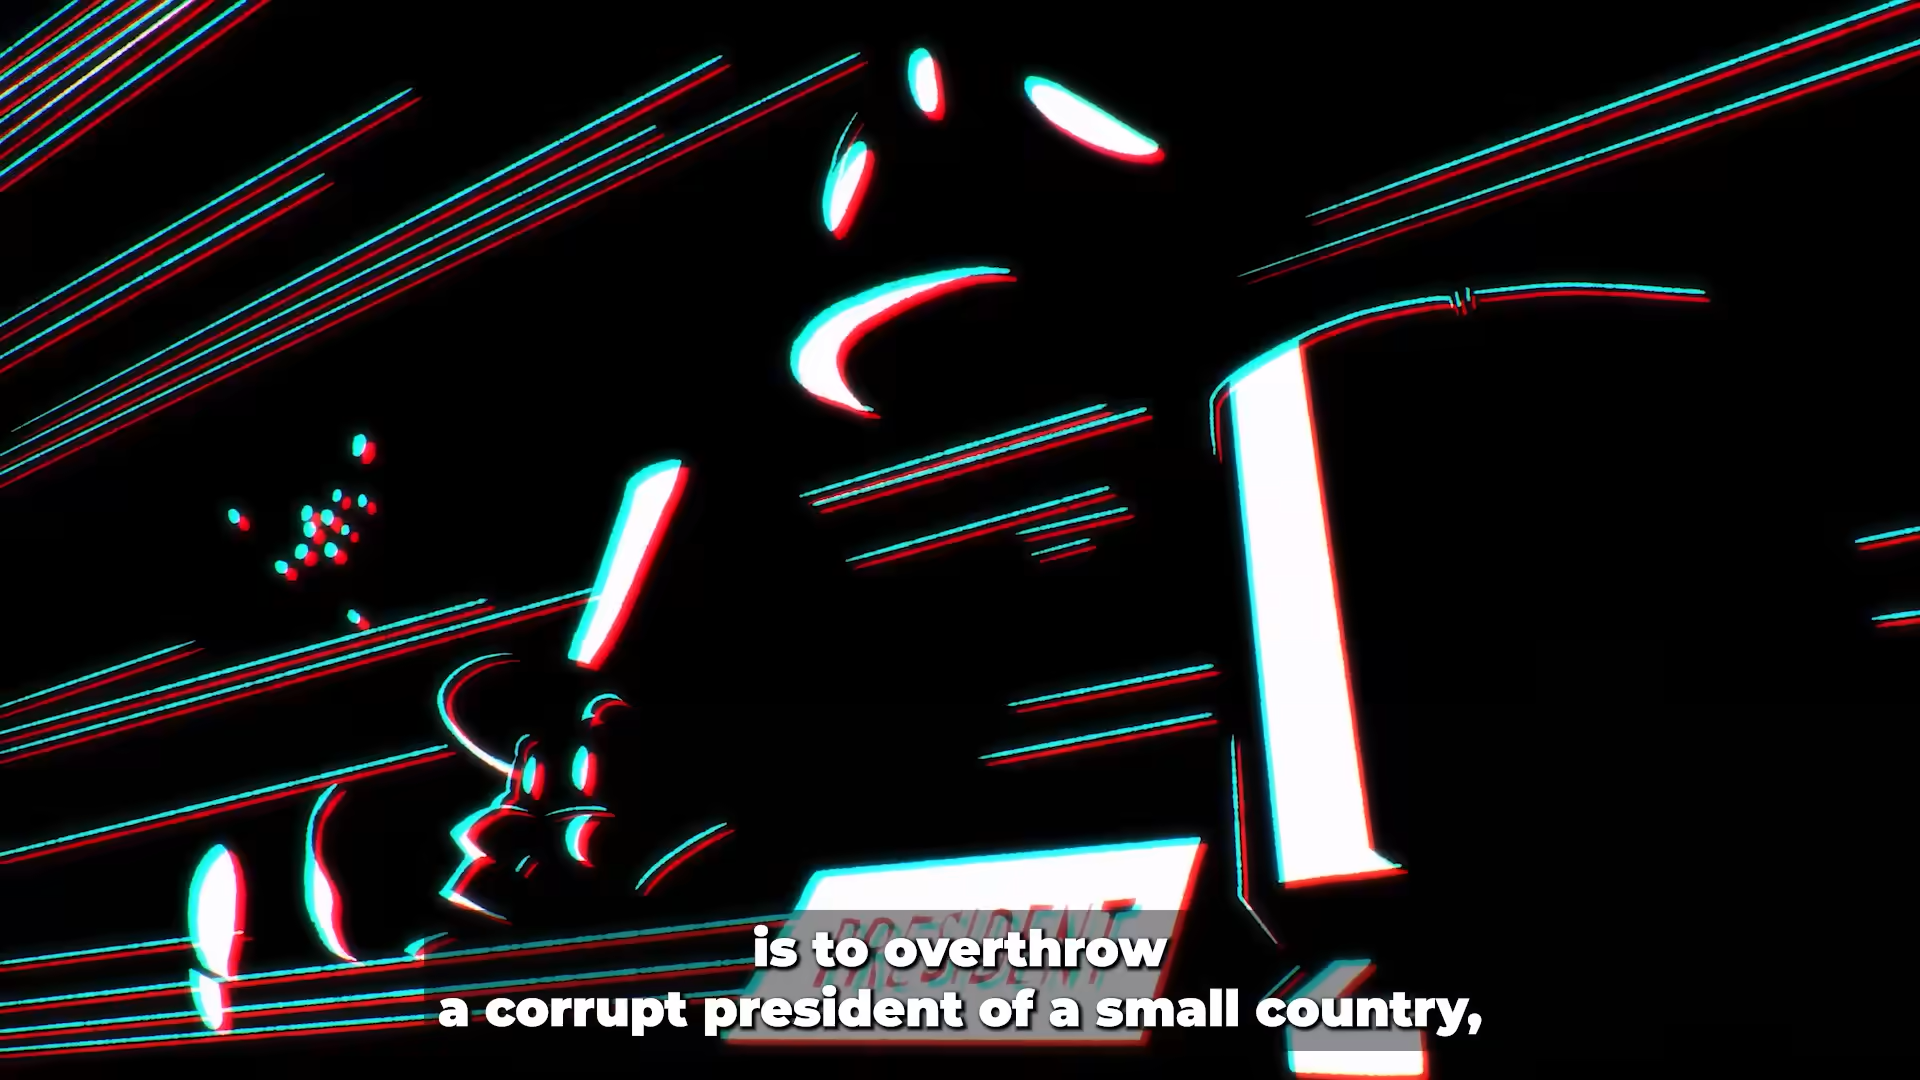 PRESIDENT
is to overthrow
a corrupt president of a small country,